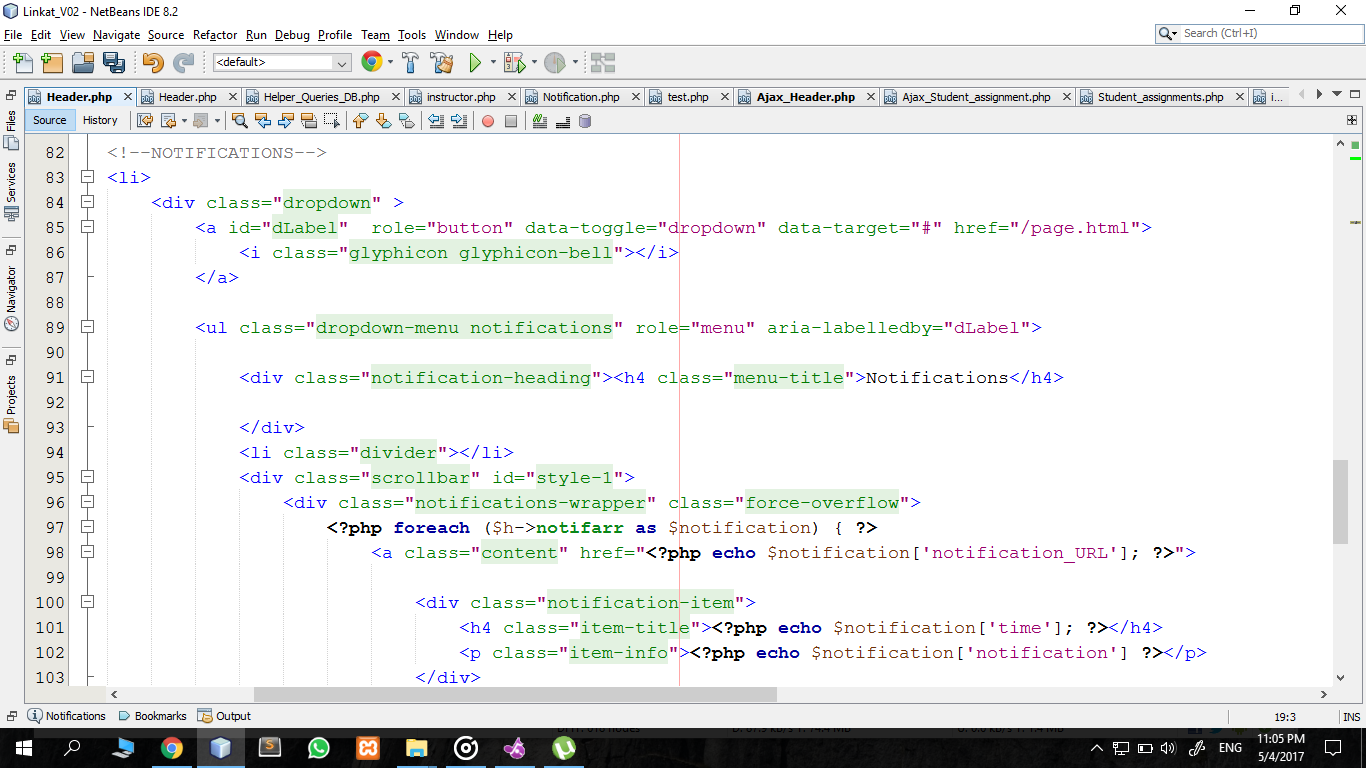 Linkat_V02 - NetBeans IDE 8.2
File Edit View Navigate Source Refactor Run Debug Profile Team Tools Window Help
Search (Ctrl+I)
<default>
Header.php Header.php Helper_Queries_DB.php instructor.php Notification.php test.php Ajax_Header.php Ajax_Student_assignment.php Student_assignments.php i...
Source History
Files
Services
Navigator
Projects
82 <!--NOTIFICATIONS-->
83 <li>
84 <div class="dropdown" >
85 <a id="dLabel"  role="button" data-toggle="dropdown" data-target="#" href="/page.html">
86 <i class="glyphicon glyphicon-bell"></i>
87 </a>
88
89 <ul class="dropdown-menu notifications" role="menu" aria-labelledby="dLabel">
90
91 <div class="notification-heading"><h4 class="menu-title">Notifications</h4>
92
93 </div>
94 <li class="divider"></li>
95 <div class="scrollbar" id="style-1">
96 <div class="notifications-wrapper" class="force-overflow">
97 <?php foreach ($h->notifarr as $notification) { ?>
98 <a class="content" href="<?php echo $notification['notification_URL']; ?>">
99
100 <div class="notification-item">
101 <h4 class="item-title"><?php echo $notification['time']; ?></h4>
102 <p class="item-info"><?php echo $notification['notification'] ?></p>
103 </div>
Notifications Bookmarks Output
19:3 INS
ENG
11:05 PM
5/4/2017